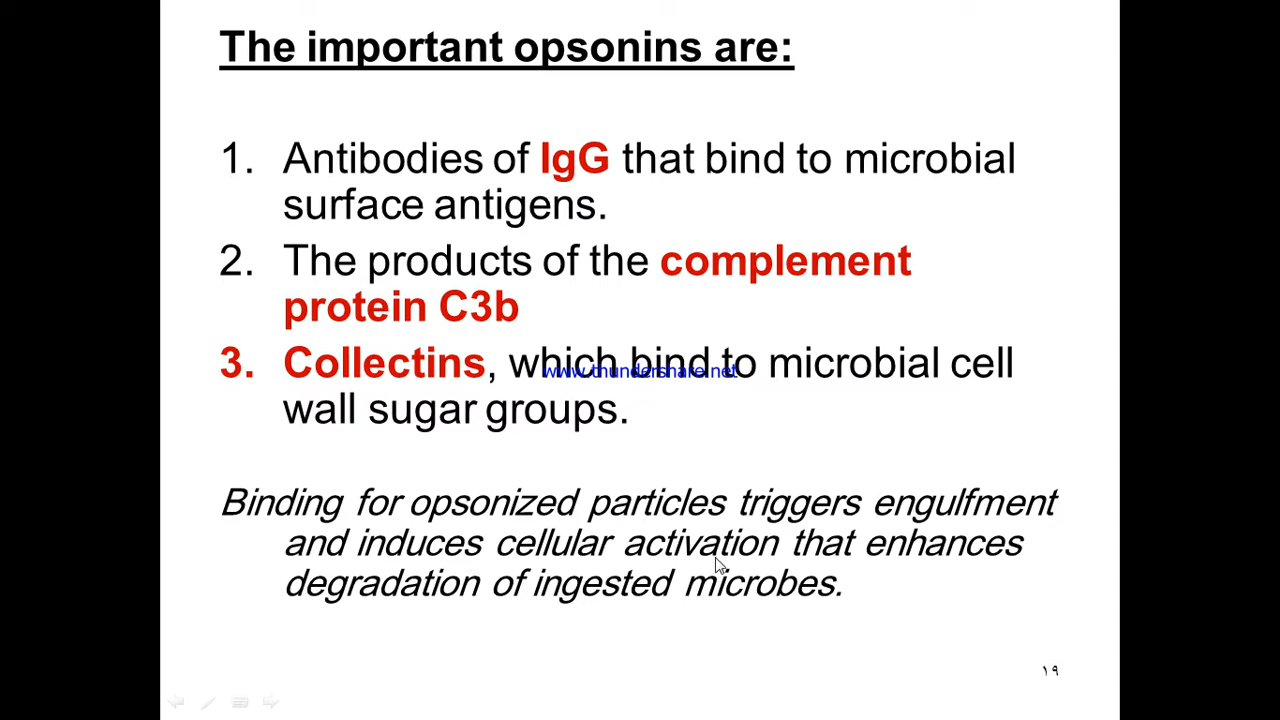 The important opsonins are:
1. Antibodies of IgG that bind to microbial
surface antigens.
2. The products of the complement
protein C3b
3. Collectins, which bind to microbial cell
www.thundershare.net
wall sugar groups.
Binding for opsonized particles triggers engulfment
and induces cellular activation that enhances
degradation of ingested microbes.
١٩